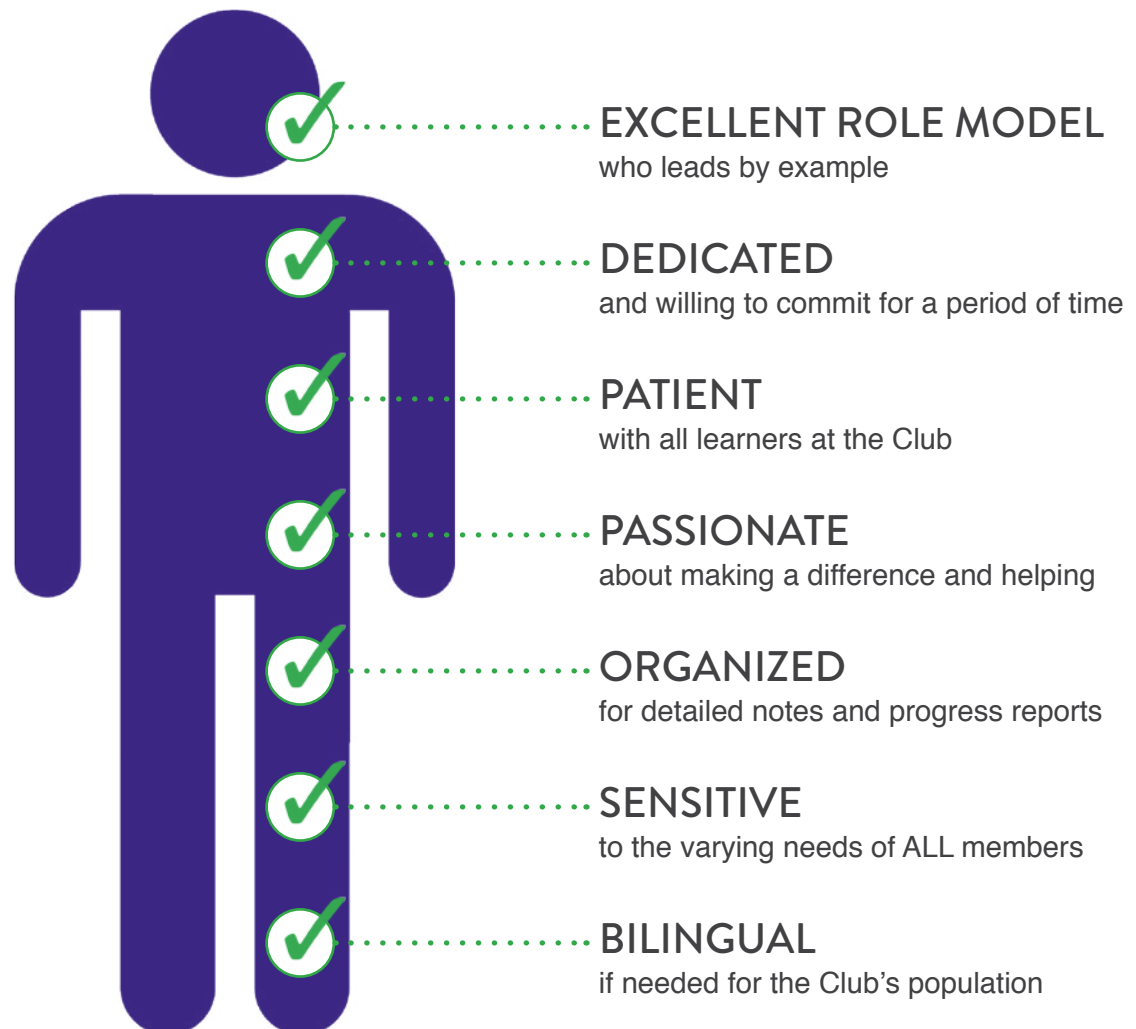 EXCELLENT ROLE MODEL
who leads by example
DEDICATED
and willing to commit for a period of time
PATIENT
with all learners at the Club
PASSIONATE
about making a difference and helping
ORGANIZED
for detailed notes and progress reports
SENSITIVE
to the varying needs of ALL members
BILINGUAL
if needed for the Club’s population